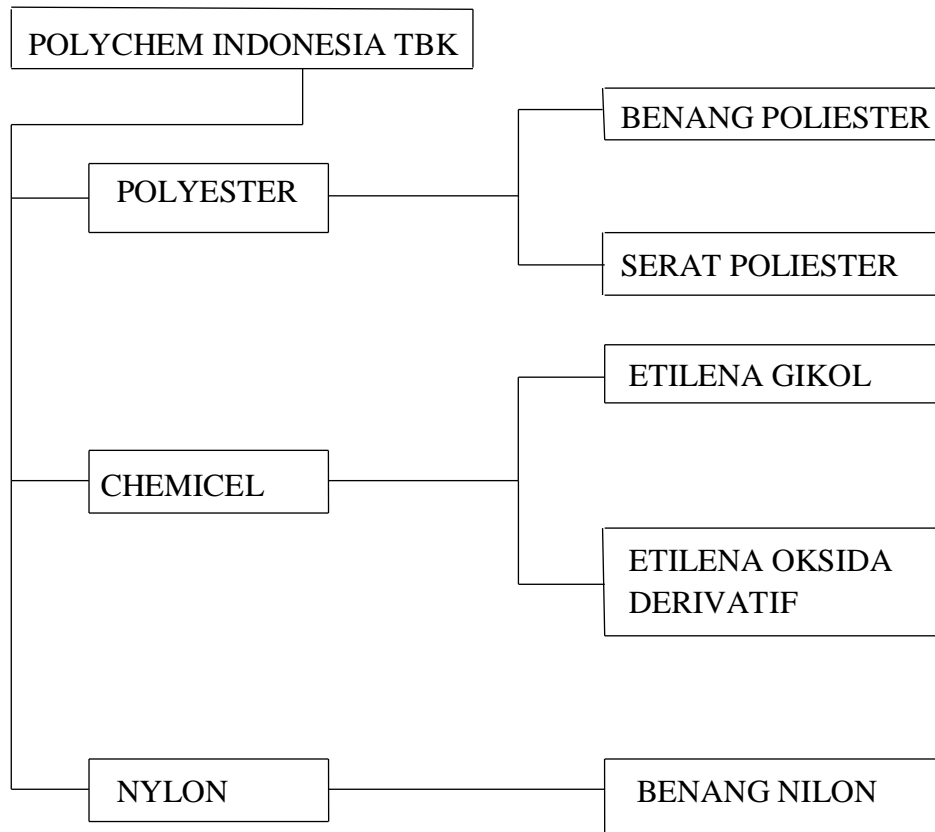 POLYCHEM INDONESIA TBK
BENANG POLIESTER
POLYESTER
SERAT POLIESTER
ETILENA GIKOL
CHEMICEL
ETILENA OKSIDA
DERIVATIF
NYLON
BENANG NILON